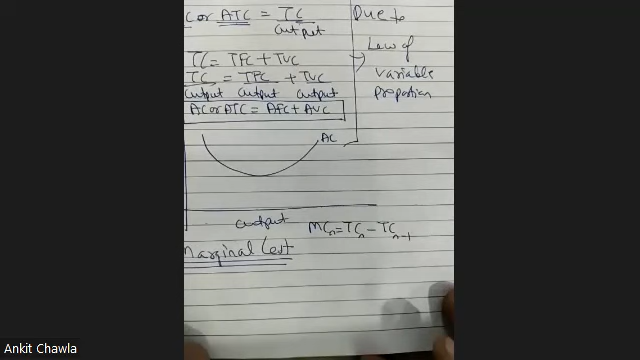 C or ATC = TC
output
TC = TFC + TVC
TC = TFC + TVC
output output output
AC or ATC = AFC + AVC
AC
output
MCn = TCn - TCn-1
Marginal Cost
Due to
Law of
variable
proportion
Ankit Chawla